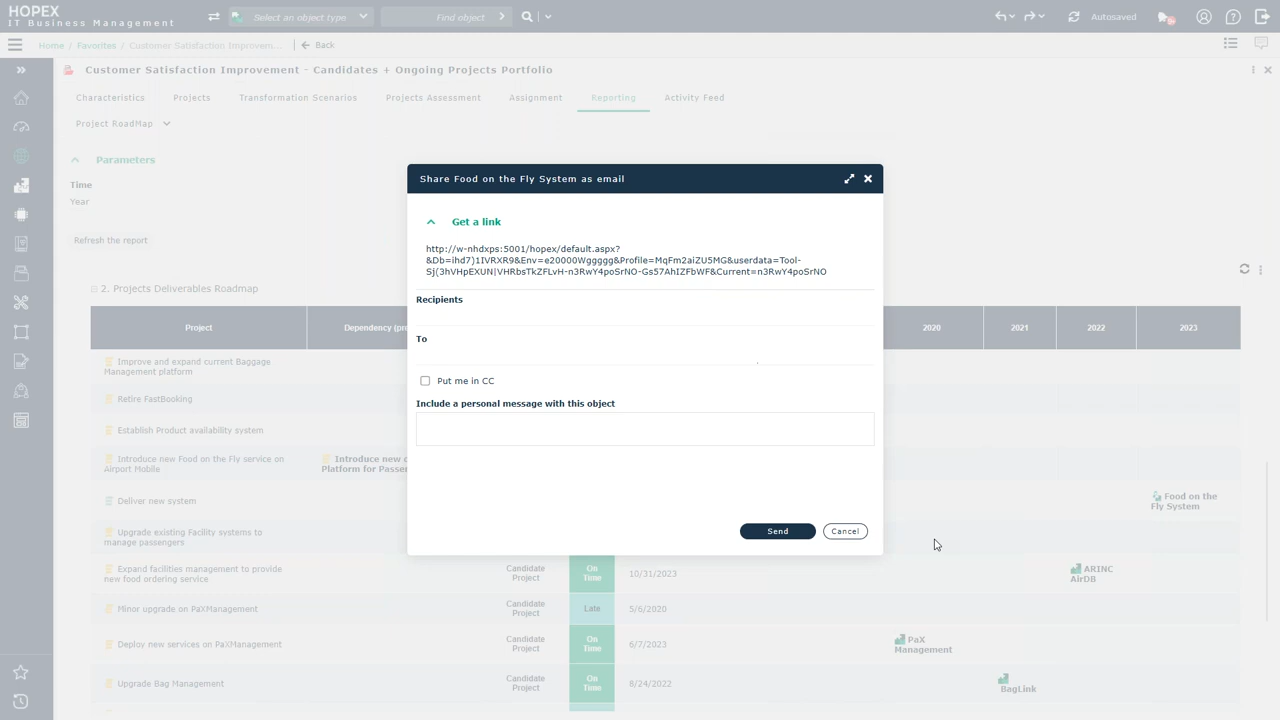 HOPEX
IT Business Management
Select an object type
Find object
Autosaved
Home / Favorites / Customer Satisfaction Improvem...
Back
Customer Satisfaction Improvement - Candidates + Ongoing Projects Portfolio
Characteristics
Projects
Transformation Scenarios
Projects Assessment
Assignment
Reporting
Activity Feed
Project RoadMap
Parameters
Time
Year
Refresh the report
Share Food on the Fly System as email
Get a link
http://w-nhdxps:5001/hopex/default.aspx?
&Db=ihd7)1IVRXR9&Env=e20000Wggggg&Profile=MqFm2aiZU5MG&userdata=Tool-
Sj(3hVHpEXUN|VHRbsTkZFLvH-n3RwY4poSrNO-Gs57AhIZFbWF&Current=n3RwY4poSrNO
Recipients
To
Put me in CC
Include a personal message with this object
Send
Cancel
2. Projects Deliverables Roadmap
Project
Dependency (pro
2020
2021
2022
2023
Improve and expand current Baggage
Management platform
Retire FastBooking
Establish Product availability system
Introduce new Food on the Fly service on
Airport Mobile
Introduce new
Platform for Passe
Deliver new system
Food on the
Fly System
Upgrade existing Facility systems to
manage passengers
Expand facilities management to provide
new food ordering service
Candidate
Project
On
Time
10/31/2023
ARINC
AirDB
Minor upgrade on PaXManagement
Candidate
Project
Late
5/6/2020
Deploy new services on PaXManagement
Candidate
Project
On
Time
6/7/2023
PaX
Management
Upgrade Bag Management
Candidate
Project
On
Time
8/24/2022
BagLink